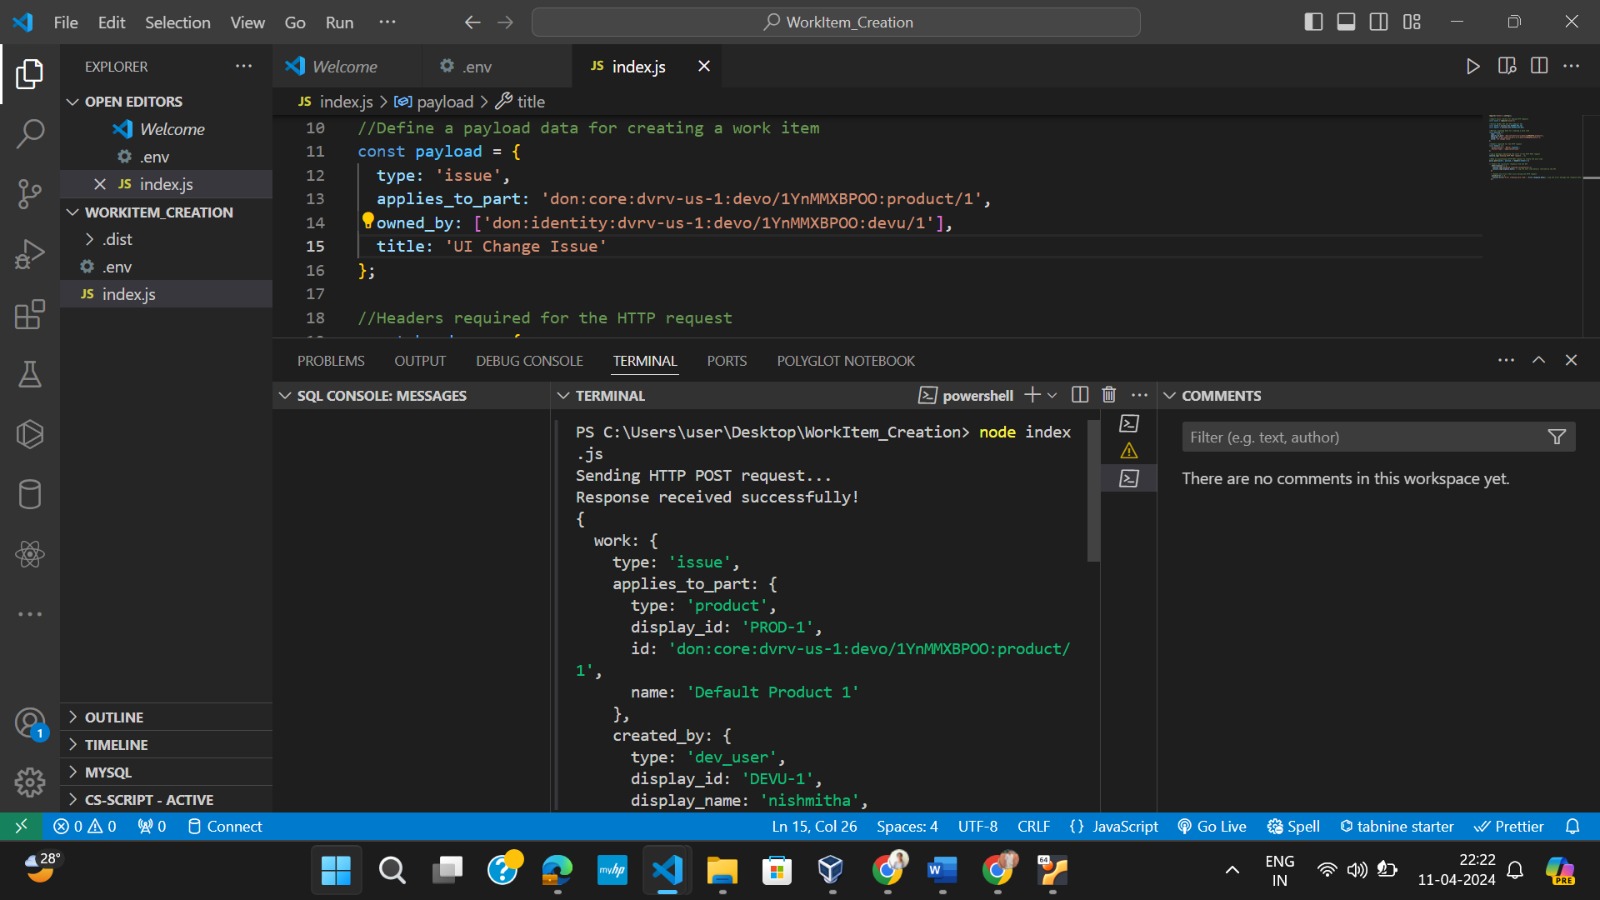 File Edit Selection View Go Run ···
WorkItem_Creation
EXPLORER
OPEN EDITORS
Welcome
.env
JS index.js
WORKITEM_CREATION
.dist
.env
JS index.js
OUTLINE
TIMELINE
MYSQL
CS-SCRIPT - ACTIVE
Welcome .env JS index.js
JS index.js > payload > title
10 //Define a payload data for creating a work item
11 const payload = {
12 type: 'issue',
13 applies_to_part: 'don:core:dvrv-us-1:devo/1YnMMXBPOO:product/1',
14 owned_by: ['don:identity:dvrv-us-1:devo/1YnMMXBPOO:devu/1'],
15 title: 'UI Change Issue'
16 };
17
18 //Headers required for the HTTP request
PROBLEMS OUTPUT DEBUG CONSOLE TERMINAL PORTS POLYGLOT NOTEBOOK
SQL CONSOLE: MESSAGES
TERMINAL
powershell
PS C:\Users\user\Desktop\WorkItem_Creation> node index
.js
Sending HTTP POST request...
Response received successfully!
{
work: {
type: 'issue',
applies_to_part: {
type: 'product',
display_id: 'PROD-1',
id: 'don:core:dvrv-us-1:devo/1YnMMXBPOO:product/
1',
name: 'Default Product 1'
},
created_by: {
type: 'dev_user',
display_id: 'DEVU-1',
display_name: 'nishmitha',
COMMENTS
Filter (e.g. text, author)
There are no comments in this workspace yet.
1
0 0 0 Connect
Ln 15, Col 26 Spaces: 4 UTF-8 CRLF {} JavaScript Go Live Spell tabnine starter Prettier
28°
myhp
64
ENG
IN
22:22
11-04-2024
PRE